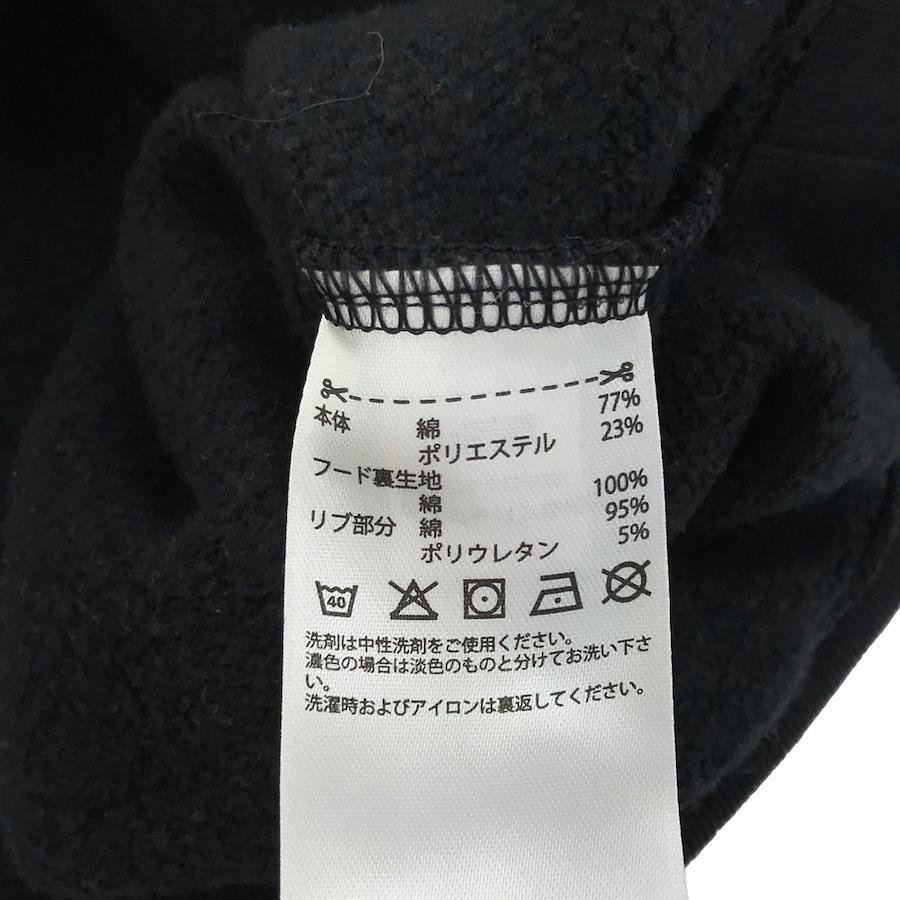 77%
本体 綿 23%
ポリエステル
フード裏生地 100%
綿 95%
リブ部分 綿 5%
ポリウレタン
40
洗剤は中性洗剤をご使用ください。
濃色の場合は淡色のものと分けてお洗い下さ
い。
洗濯時およびアイロンは裏返してください。